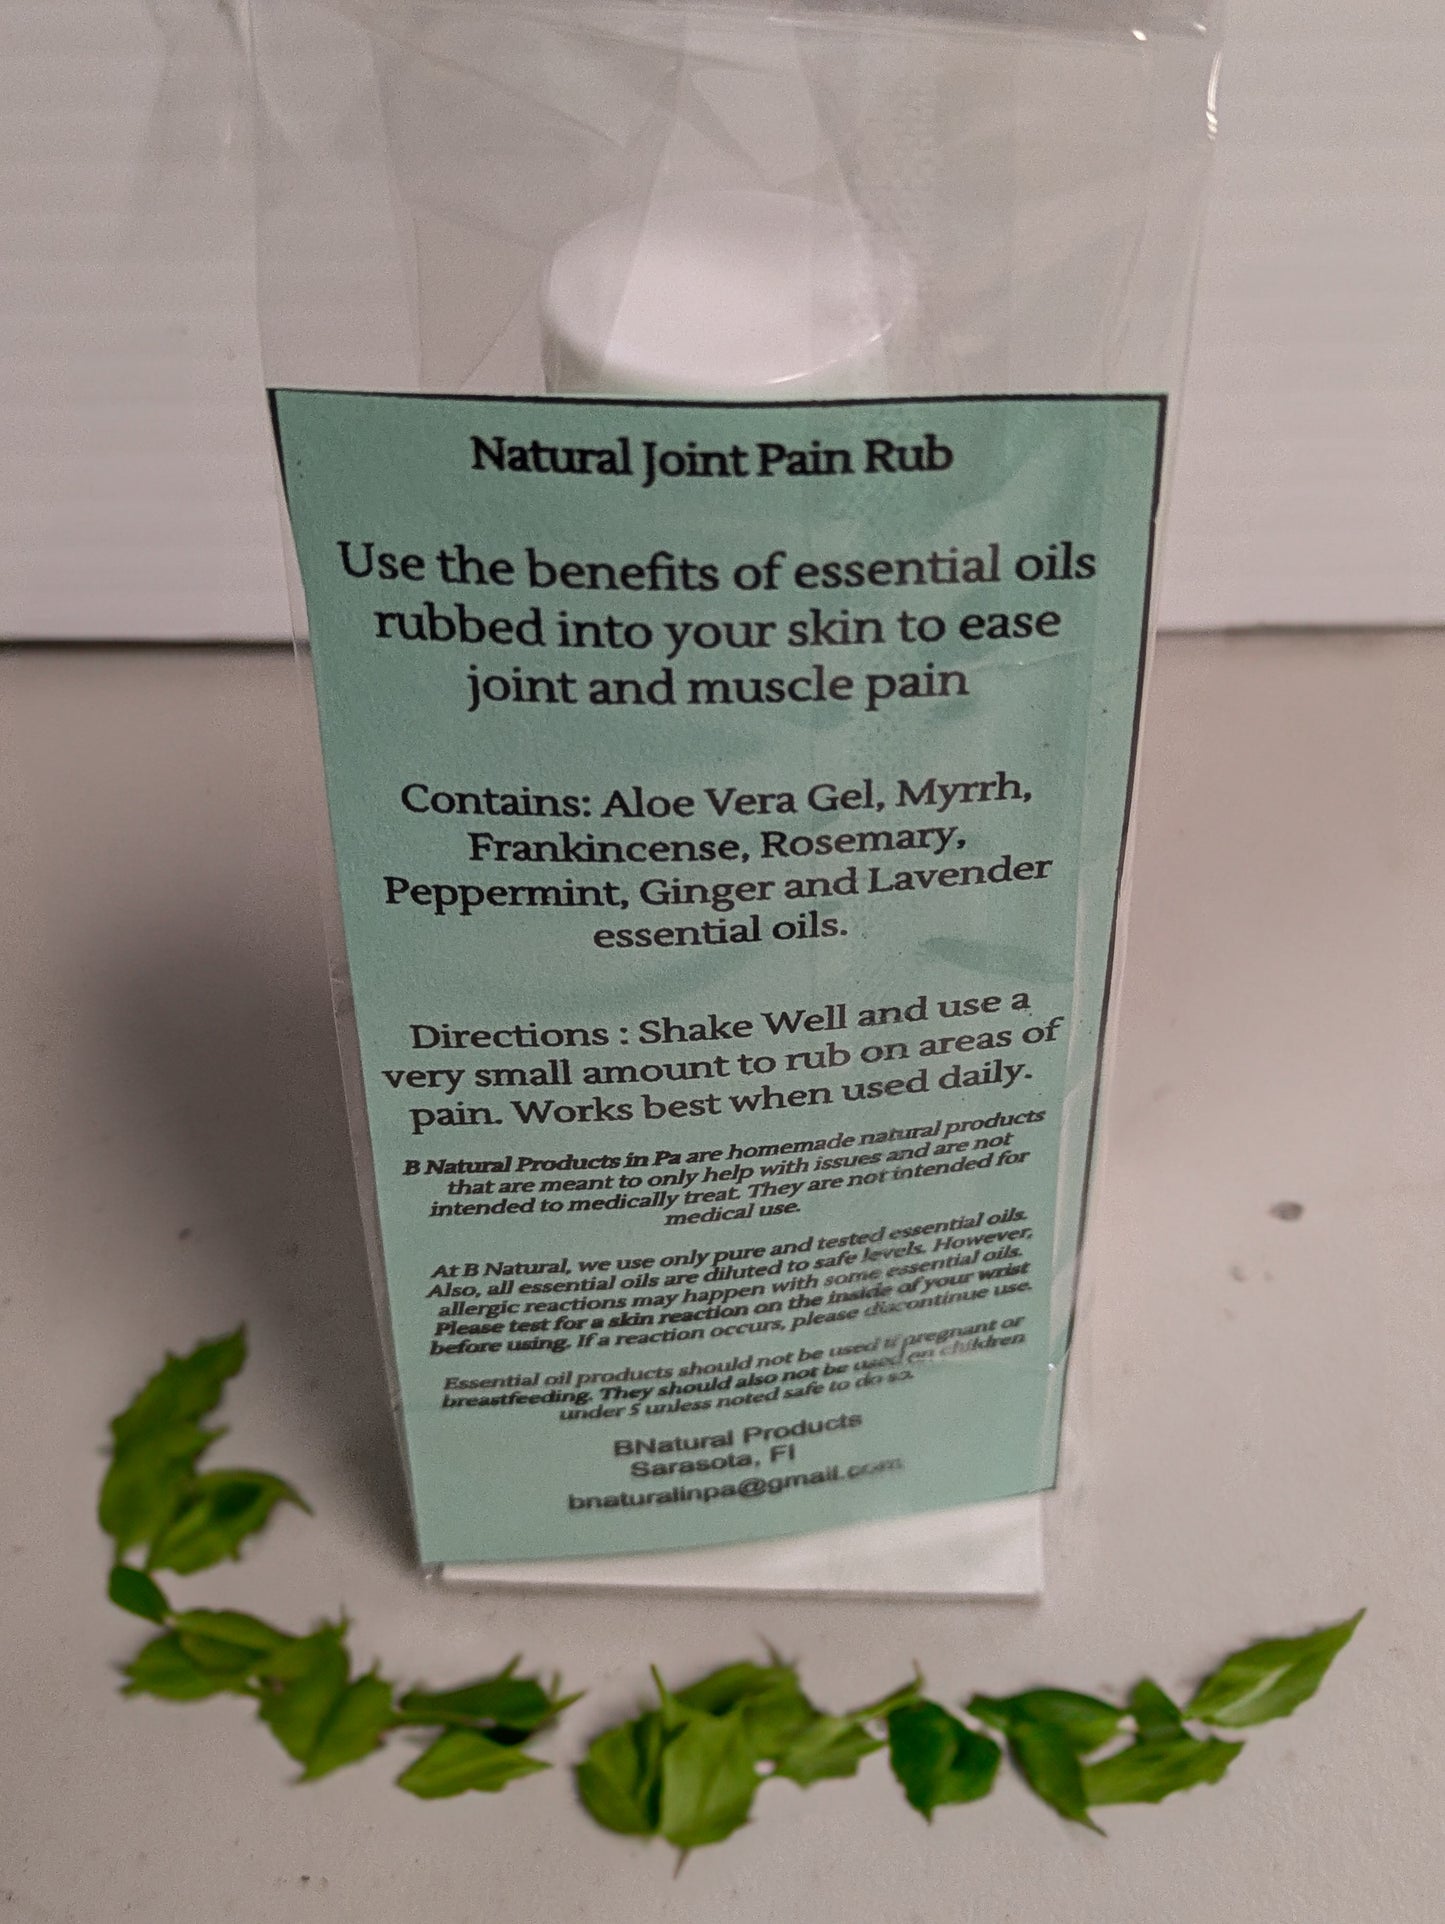 Natural Joint Pain Rub
Use the benefits of essential oils
rubbed into your skin to ease
joint and muscle pain
Contains: Aloe Vera Gel, Myrrh,
Frankincense, Rosemary,
Peppermint, Ginger and Lavender
essential oils.
Directions : Shake Well and use a
very small amount to rub on areas of
pain. Works best when used daily.
B Natural Products in Pa are homemade natural products
that are meant to only help with issues and are not
intended to medically treat. They are not intended for
medical use.
At B Natural, we use only pure and tested essential oils.
Also, all essential oils are diluted to safe levels. However,
allergic reactions may happen with some essential oils.
Please test for a skin reaction on the inside of your wrist
before using. If a reaction occurs, please discontinue use.
Essential oil products should not be used if pregnant or
breastfeeding. They should also not be used on children
under 5 unless noted safe to do so.
BNatural Products
Sarasota, Fl
bnaturalinpa@gmail.com